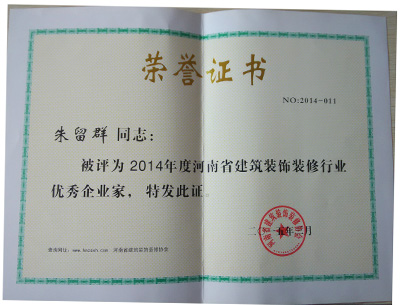 荣誉证书
NO:2014-011
朱留群 同志：
被评为 2014年度河南省建筑装饰装修行业
优秀企业家， 特发此证。